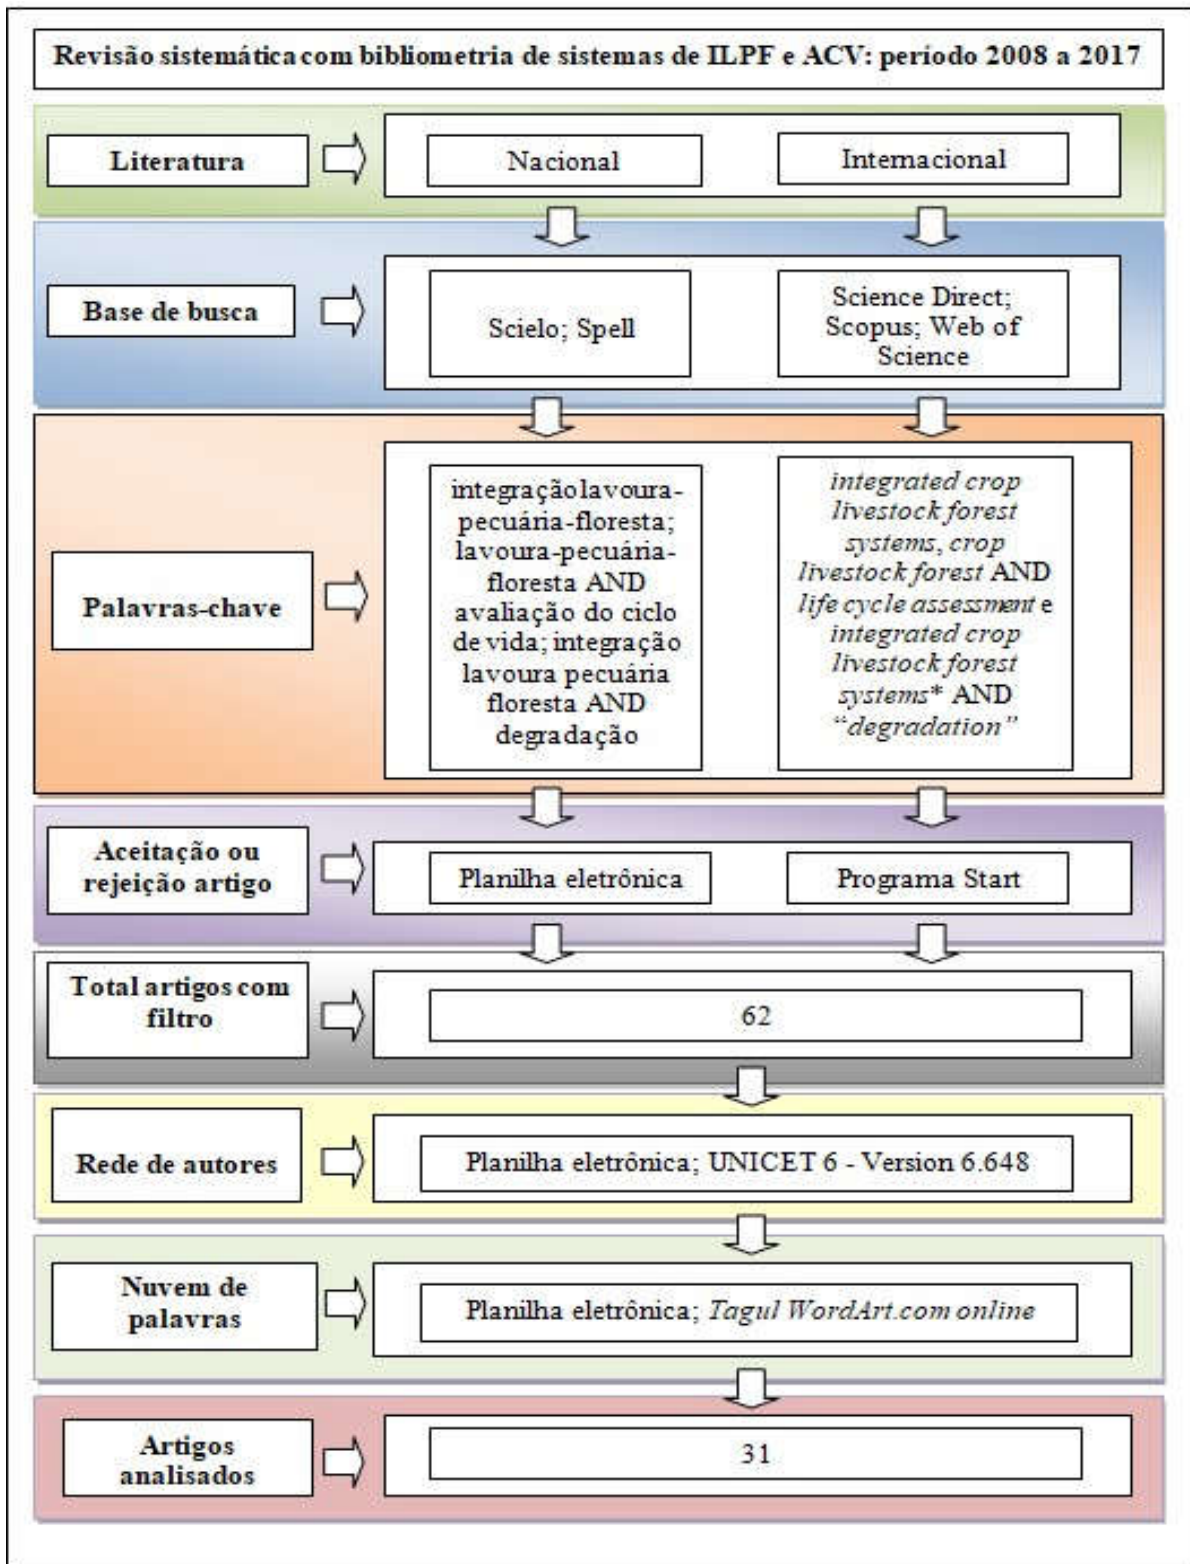 Revisão sistemática com bibliometria de sistemas de ILPF e ACV: período 2008 a 2017
Literatura
Nacional
Internacional
Base de busca
Scielo; Spell
Science Direct;
Scopus; Web of
Science
Palavras-chave
integração lavoura-
pecuária-floresta;
lavoura-pecuária-
floresta AND
avaliação do ciclo
de vida; integração
lavoura pecuária
floresta AND
degradação
integrated crop
livestock forest
systems, crop
livestock forest AND
life cycle assessment e
integrated crop
livestock forest
systems* AND
“degradation”
Aceitação ou
rejeição artigo
Planilha eletrônica
Programa Start
Total artigos com
filtro
62
Rede de autores
Planilha eletrônica; UNICET 6 - Version 6.648
Nuvem de
palavras
Planilha eletrônica; Tagul WordArt.com online
Artigos
analisados
31